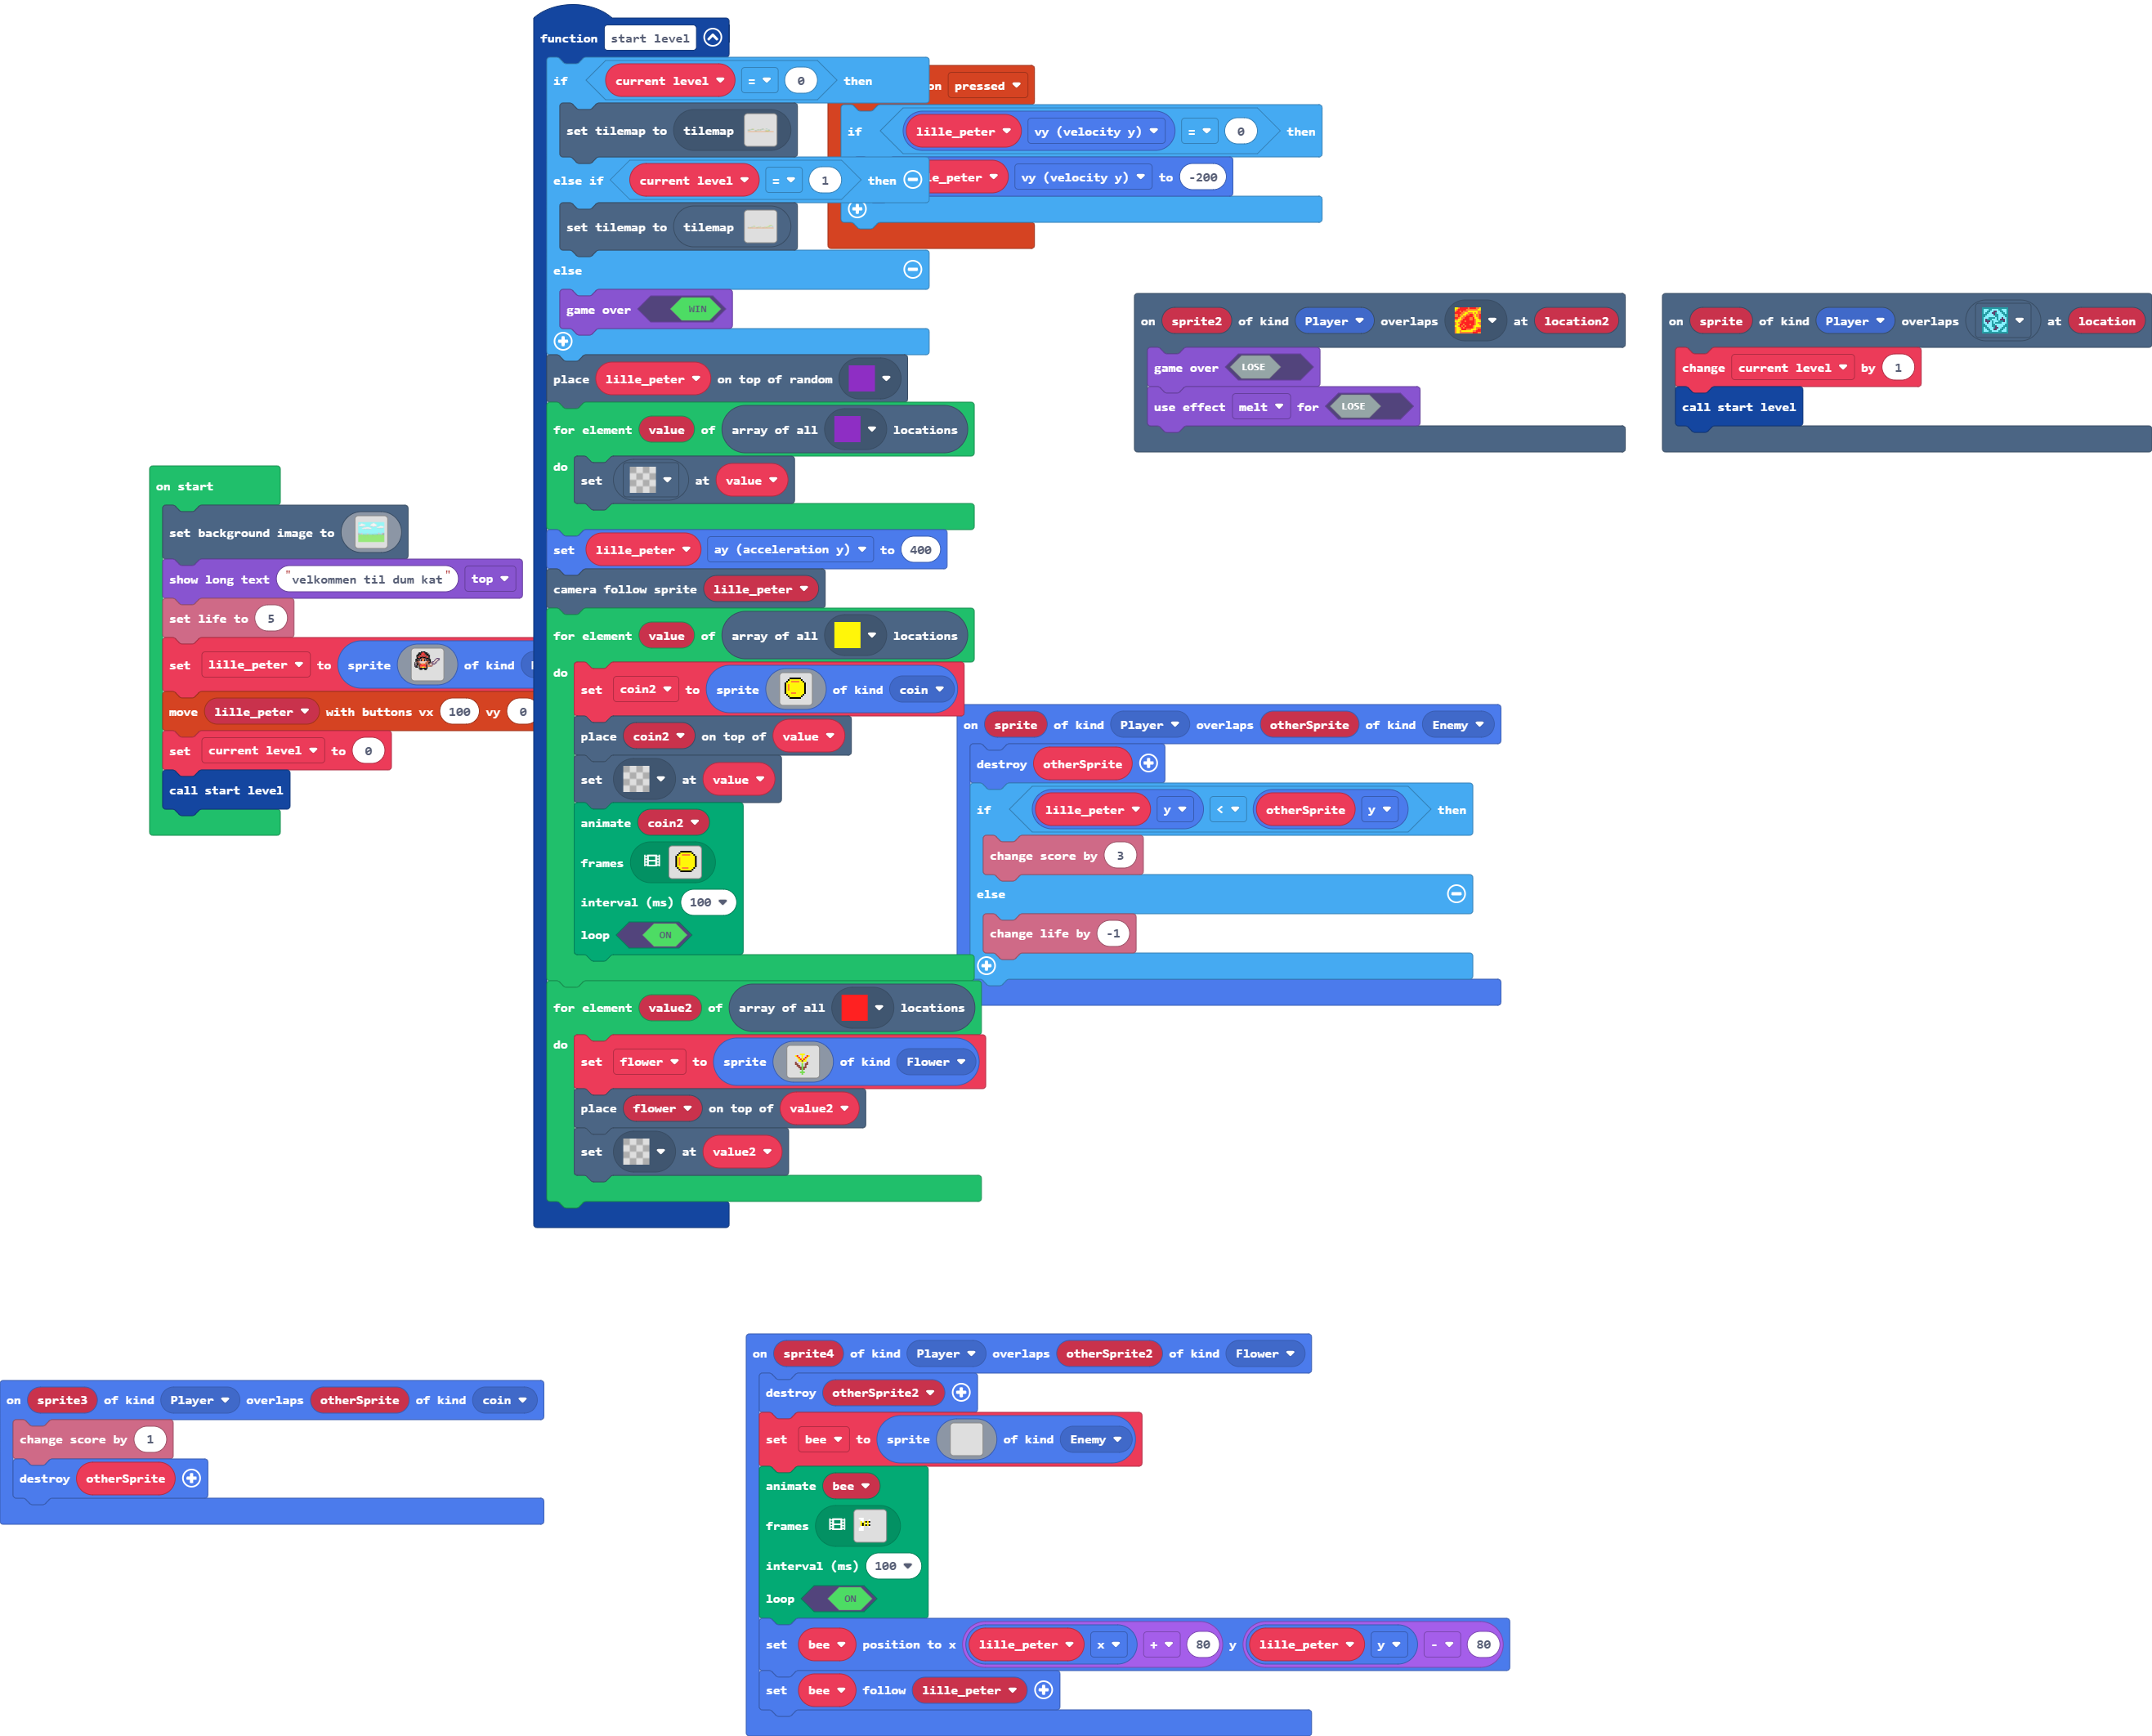 function start level
if current level = 0 then
set tilemap to tilemap
else if current level = 1 then
set tilemap to tilemap
else
game over WIN
place lille_peter on top of random
for element value of array of all locations
do
set at value
set lille_peter ay (acceleration y) to 400
camera follow sprite lille_peter
for element value of array of all locations
do
set coin2 to sprite of kind coin
place coin2 on top of value
set at value
animate coin2
frames
interval (ms) 100
loop ON
for element value2 of array of all locations
do
set flower to sprite of kind Flower
place flower on top of value2
set at value2
pressed
if lille_peter vy (velocity y) = 0 then
vy (velocity y) to -200
on sprite2 of kind Player overlaps at location2
game over LOSE
use effect melt for LOSE
on sprite of kind Player overlaps at location
change current level by 1
call start level
on start
set background image to
show long text "velkommen til dum kat" top
set life to 5
set lille_peter to sprite of kind
move lille_peter with buttons vx 100 vy 0
set current level to 0
call start level
on sprite of kind Player overlaps otherSprite of kind Enemy
destroy otherSprite
if lille_peter y < otherSprite y then
change score by 3
else
change life by -1
on sprite3 of kind Player overlaps otherSprite of kind coin
change score by 1
destroy otherSprite
on sprite4 of kind Player overlaps otherSprite2 of kind Flower
destroy otherSprite2
set bee to sprite of kind Enemy
animate bee
frames
interval (ms) 100
loop ON
set bee position to x lille_peter x + 80 y lille_peter y - 80
set bee follow lille_peter